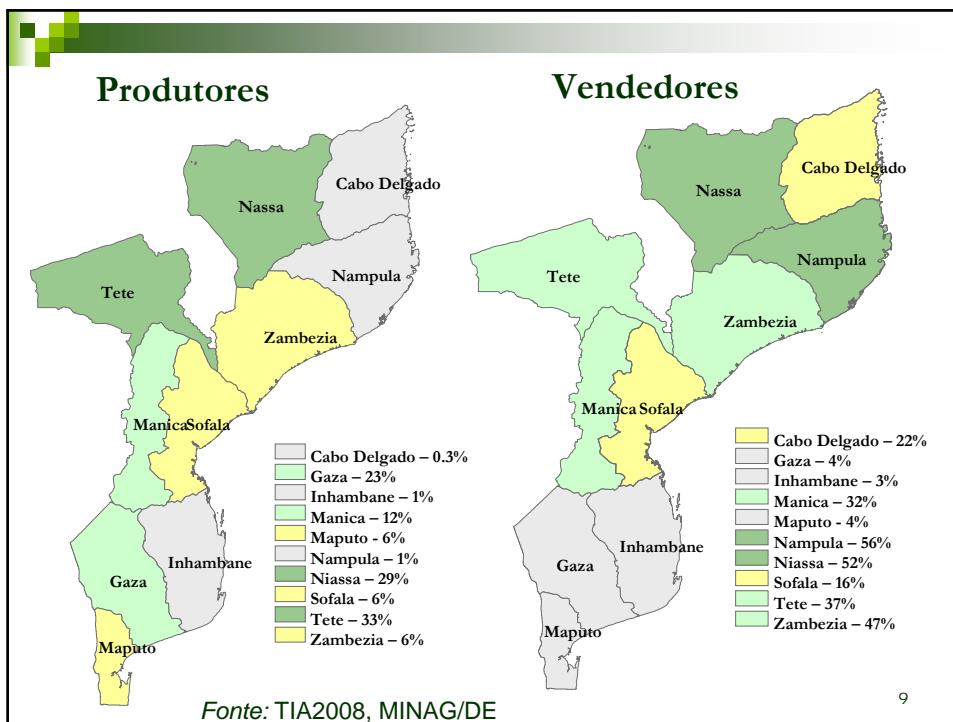 Produtores
Cabo Delgado
Nassa
Nampula
Tete
Zambezia
Manica
Sofala
Inhambane
Gaza
Maputo
Cabo Delgado – 0.3%
Gaza – 23%
Inhambane – 1%
Manica – 12%
Maputo – 6%
Nampula – 1%
Niassa – 29%
Sofala – 6%
Tete – 33%
Zambezia – 6%
Vendedores
Cabo Delgado
Nassa
Nampula
Tete
Zambezia
Manica
Sofala
Inhambane
Gaza
Maputo
Cabo Delgado – 22%
Gaza – 4%
Inhambane – 3%
Manica – 32%
Maputo - 4%
Nampula – 56%
Niassa – 52%
Sofala – 16%
Tete – 37%
Zambezia – 47%
Fonte: TIA2008, MINAG/DE
9